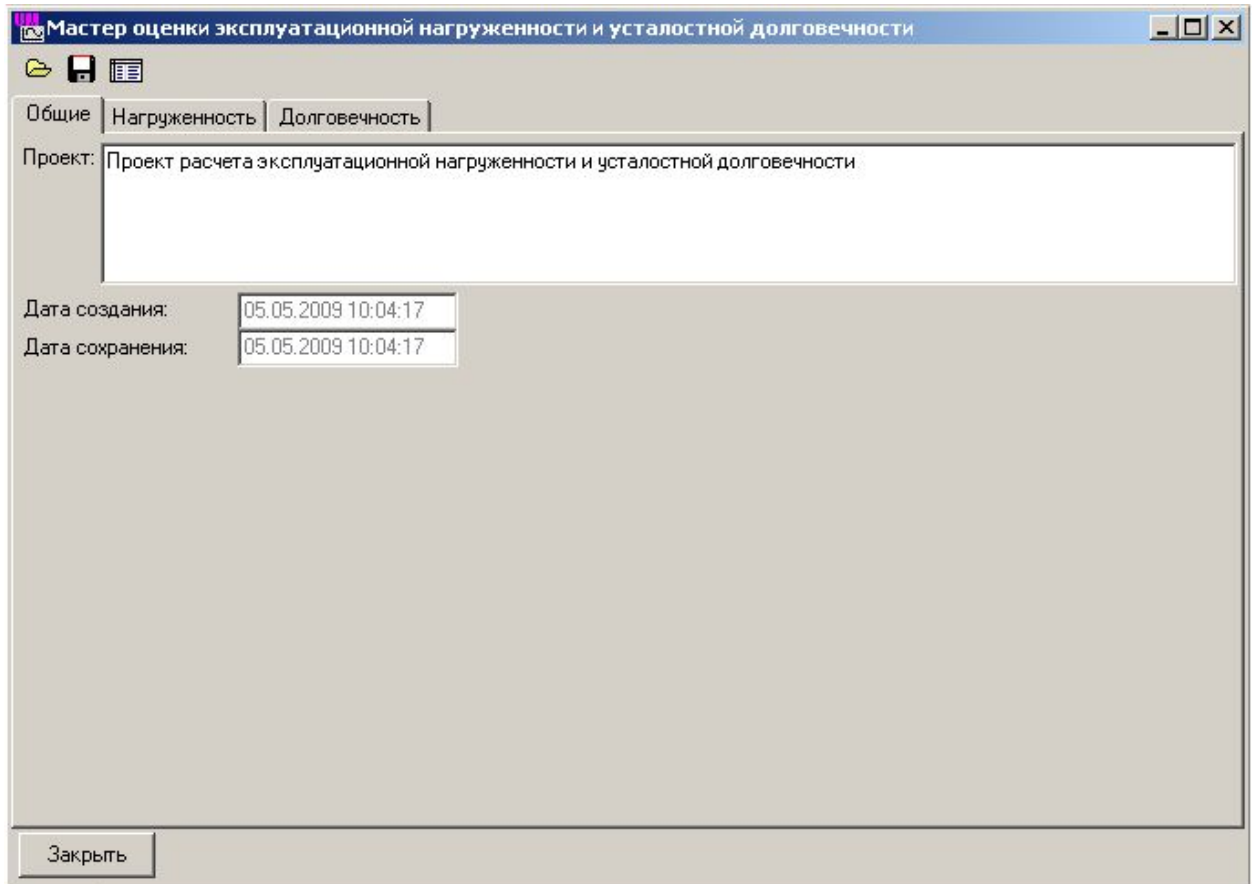 Мастер оценки эксплуатационной нагруженности и усталостной долговечности
Общие Нагруженность Долговечность
Проект: Проект расчета эксплуатационной нагруженности и усталостной долговечности
Дата создания: 05.05.2009 10:04:17
Дата сохранения: 05.05.2009 10:04:17
Закрыть